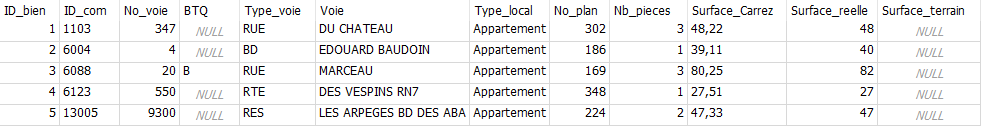 ID_bien ID_com No_voie BTQ Type_voie Voie Type_local No_plan Nb_pieces Surface_Carrez Surface_reelle Surface_terrain
1 1103 347 NULL RUE DU CHATEAU Appartement 302 3 48,22 48 NULL
2 6004 4 NULL BD EDOUARD BAUDOIN Appartement 186 1 39,11 40 NULL
3 6088 20 B RUE MARCEAU Appartement 169 3 80,25 82 NULL
4 6123 550 NULL RTE DES VESPINS RN7 Appartement 348 1 27,51 27 NULL
5 13005 9300 NULL RES LES ARPEGES BD DES ABA Appartement 224 2 47,33 47 NULL